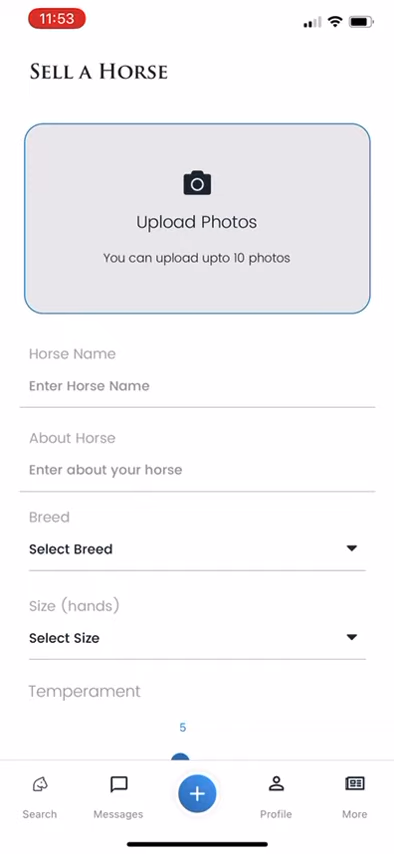 11:53
Sell a Horse
Upload Photos
You can upload upto 10 photos
Horse Name
Enter Horse Name
About Horse
Enter about your horse
Breed
Select Breed
Size (hands)
Select Size
Temperament
5
Search Messages Profile More